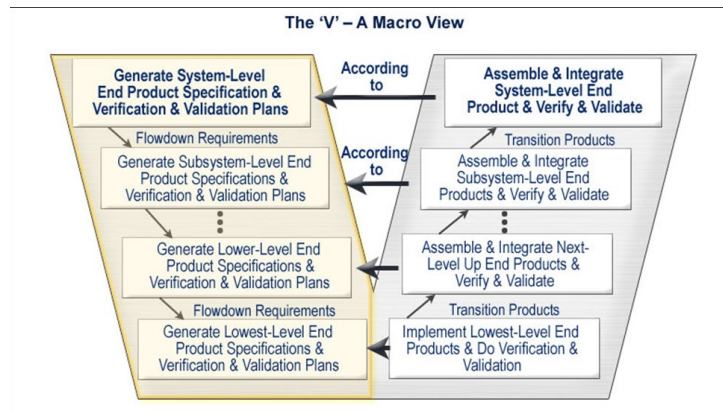 The ‘V’ – A Macro View
Generate System-Level
End Product Specification &
Verification & Validation Plans
According
to
Assemble & Integrate
System-Level End
Product & Verify & Validate
Flowdown Requirements
Transition Products
Generate Subsystem-Level End
Product Specifications &
Verification & Validation Plans
According
to
Assemble & Integrate
Subsystem-Level End
Products & Verify & Validate
Generate Lower-Level End
Product Specifications &
Verification & Validation Plans
Assemble & Integrate Next-
Level Up End Products &
Verify & Validate
Flowdown Requirements
Transition Products
Generate Lowest-Level End
Product Specifications &
Verification & Validation Plans
Implement Lowest-Level End
Products & Do Verification &
Validation